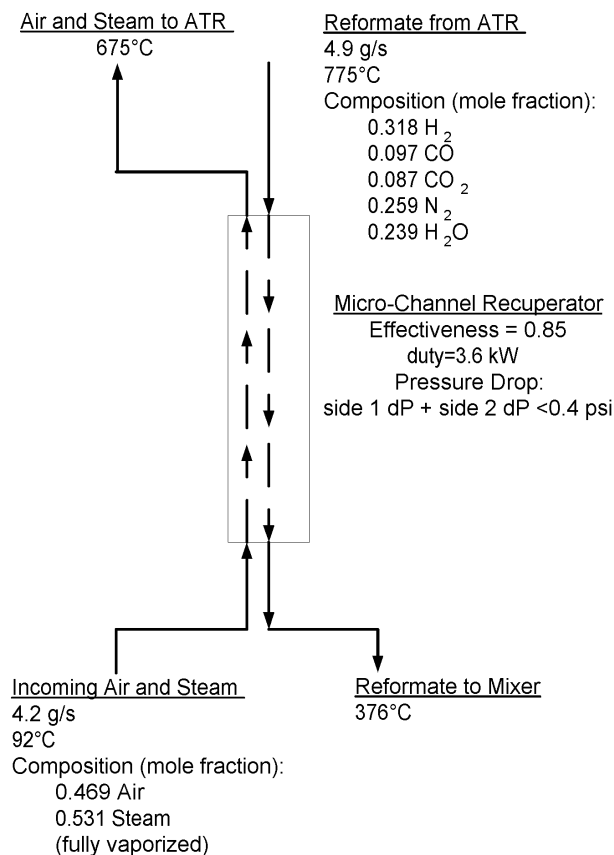 Air and Steam to ATR
675°C
Reformate from ATR
4.9 g/s
775°C
Composition (mole fraction):
0.318 H2
0.097 CO
0.087 CO2
0.259 N2
0.239 H2O
Micro-Channel Recuperator
Effectiveness = 0.85
duty=3.6 kW
Pressure Drop:
side 1 dP + side 2 dP <0.4 psi
Incoming Air and Steam
4.2 g/s
92°C
Composition (mole fraction):
0.469 Air
0.531 Steam
(fully vaporized)
Reformate to Mixer
376°C